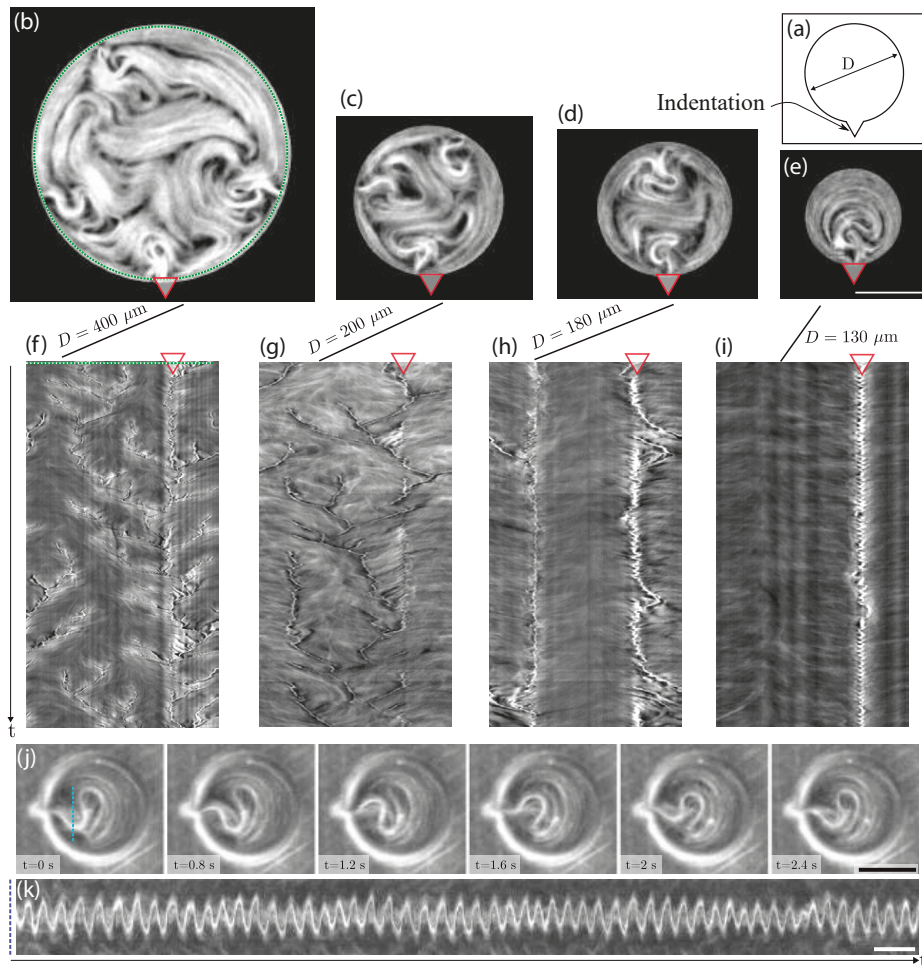 (b)
(a)
D
Indentation
(c)
(d)
(e)
D = 400 μm
D = 200 μm
D = 180 μm
D = 130 μm
(f)
(g)
(h)
(i)
t
(j)
t=0 s
t=0.8 s
t=1.2 s
t=1.6 s
t=2 s
t=2.4 s
(k)